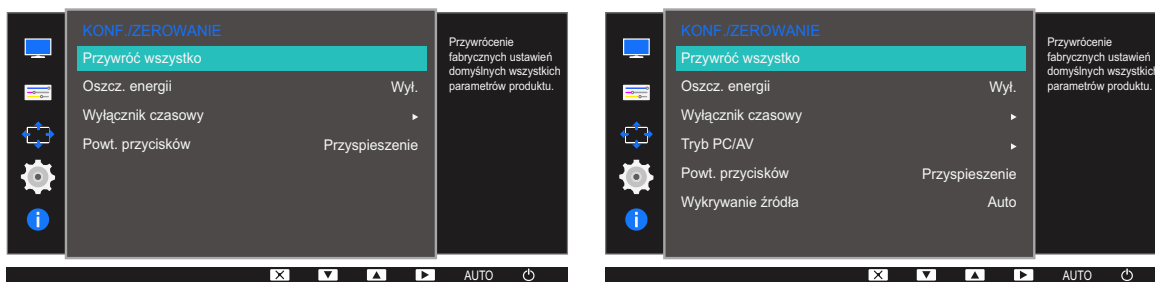 KONF./ZEROWANIE
Przywróć wszystko
Oszcz. energii Wył.
Wyłącznik czasowy
Powt. przycisków Przyspieszenie
Przywrócenie
fabrycznych ustawień
domyślnych wszystkich
parametrów produktu.
AUTO
KONF./ZEROWANIE
Przywróć wszystko
Oszcz. energii Wył.
Wyłącznik czasowy
Tryb PC/AV
Powt. przycisków Przyspieszenie
Wykrywanie źródła Auto
Przywrócenie
fabrycznych ustawień
domyślnych wszystkich
parametrów produktu.
AUTO